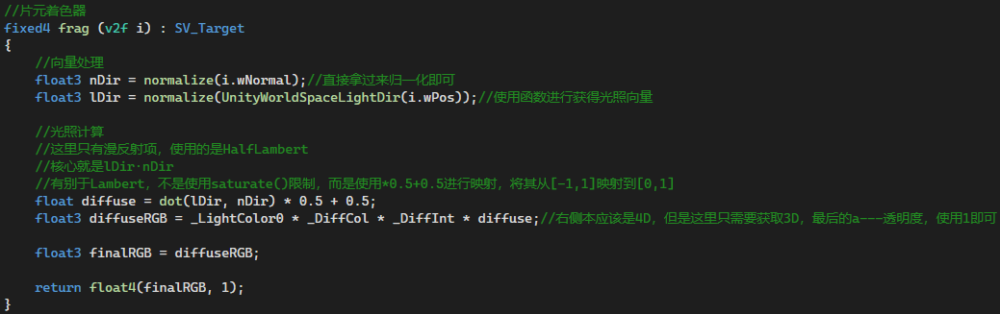 //片元着色器
fixed4 frag (v2f i) : SV_Target
{
    //向量处理
    float3 nDir = normalize(i.wNormal);//直接拿过来归一化即可
    float3 lDir = normalize(UnityWorldSpaceLightDir(i.wPos));//使用函数进行获得光照向量

    //光照计算
    //这里只有漫反射项，使用的是HalfLambert
    //核心就是lDir·nDir
    //有别于Lambert，不是使用saturate()限制，而是使用*0.5+0.5进行映射，将其从[-1,1]映射到[0,1]
    float diffuse = dot(lDir, nDir) * 0.5 + 0.5;
    float3 diffuseRGB = _LightColor0 * _DiffCol * _DiffInt * diffuse;//右侧本应该是4D，但是这里只需要获取3D，最后的a---透明度，使用1即可

    float3 finalRGB = diffuseRGB;

    return float4(finalRGB, 1);
}